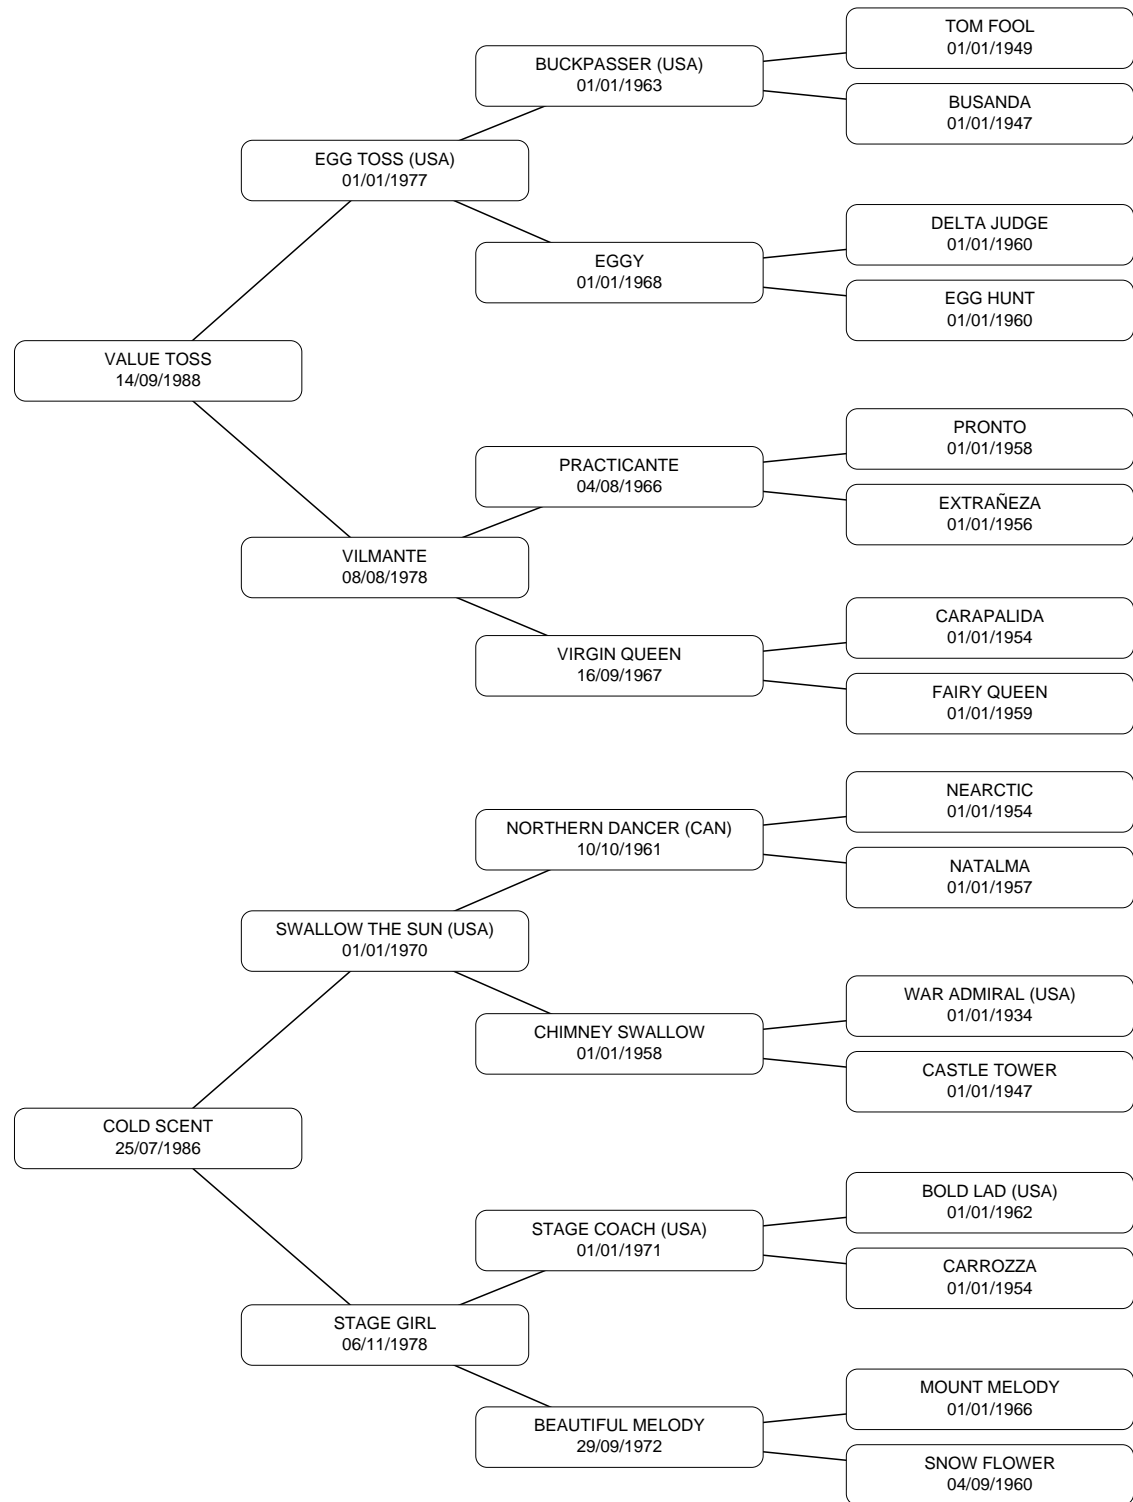 TOM FOOL
01/01/1949
BUCKPASSER (USA)
01/01/1963
BUSANDA
01/01/1947
EGG TOSS (USA)
01/01/1977
DELTA JUDGE
01/01/1960
EGGY
01/01/1968
EGG HUNT
01/01/1960
VALUE TOSS
14/09/1988
PRONTO
01/01/1958
PRACTICANTE
04/08/1966
EXTRAÑEZA
01/01/1956
VILMANTE
08/08/1978
CARAPALIDA
01/01/1954
VIRGIN QUEEN
16/09/1967
FAIRY QUEEN
01/01/1959
NEARCTIC
01/01/1954
NORTHERN DANCER (CAN)
10/10/1961
NATALMA
01/01/1957
SWALLOW THE SUN (USA)
01/01/1970
WAR ADMIRAL (USA)
01/01/1934
CHIMNEY SWALLOW
01/01/1958
CASTLE TOWER
01/01/1947
COLD SCENT
25/07/1986
BOLD LAD (USA)
01/01/1962
STAGE COACH (USA)
01/01/1971
CARROZZA
01/01/1954
STAGE GIRL
06/11/1978
MOUNT MELODY
01/01/1966
BEAUTIFUL MELODY
29/09/1972
SNOW FLOWER
04/09/1960